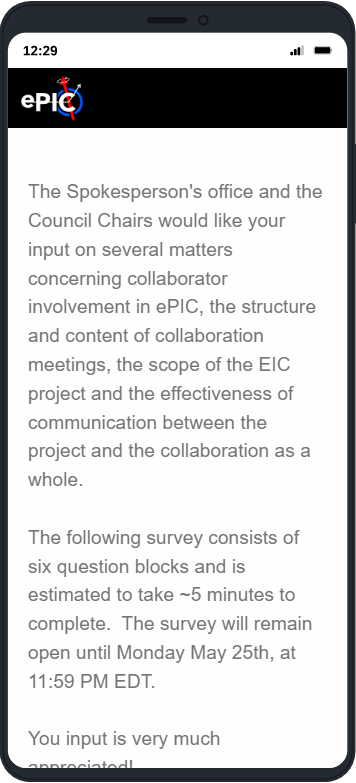 12:29
ePIC
The Spokesperson's office and the
Council Chairs would like your
input on several matters
concerning collaborator
involvement in ePIC, the structure
and content of collaboration
meetings, the scope of the EIC
project and the effectiveness of
communication between the
project and the collaboration as a
whole.
The following survey consists of
six question blocks and is
estimated to take ~5 minutes to
complete.  The survey will remain
open until Monday May 25th, at
11:59 PM EDT.
You input is very much
appreciated!